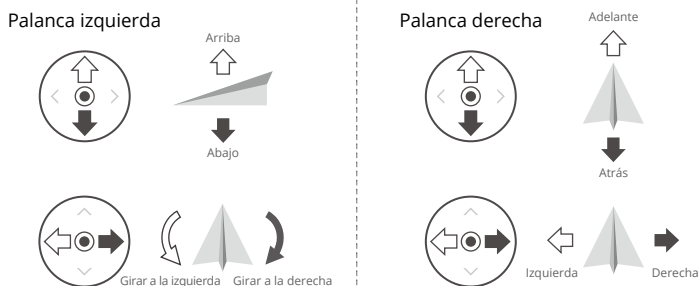 Palanca izquierda
Arriba
Abajo
Girar a la izquierda
Girar a la derecha
Palanca derecha
Adelante
Atrás
Izquierda
Derecha